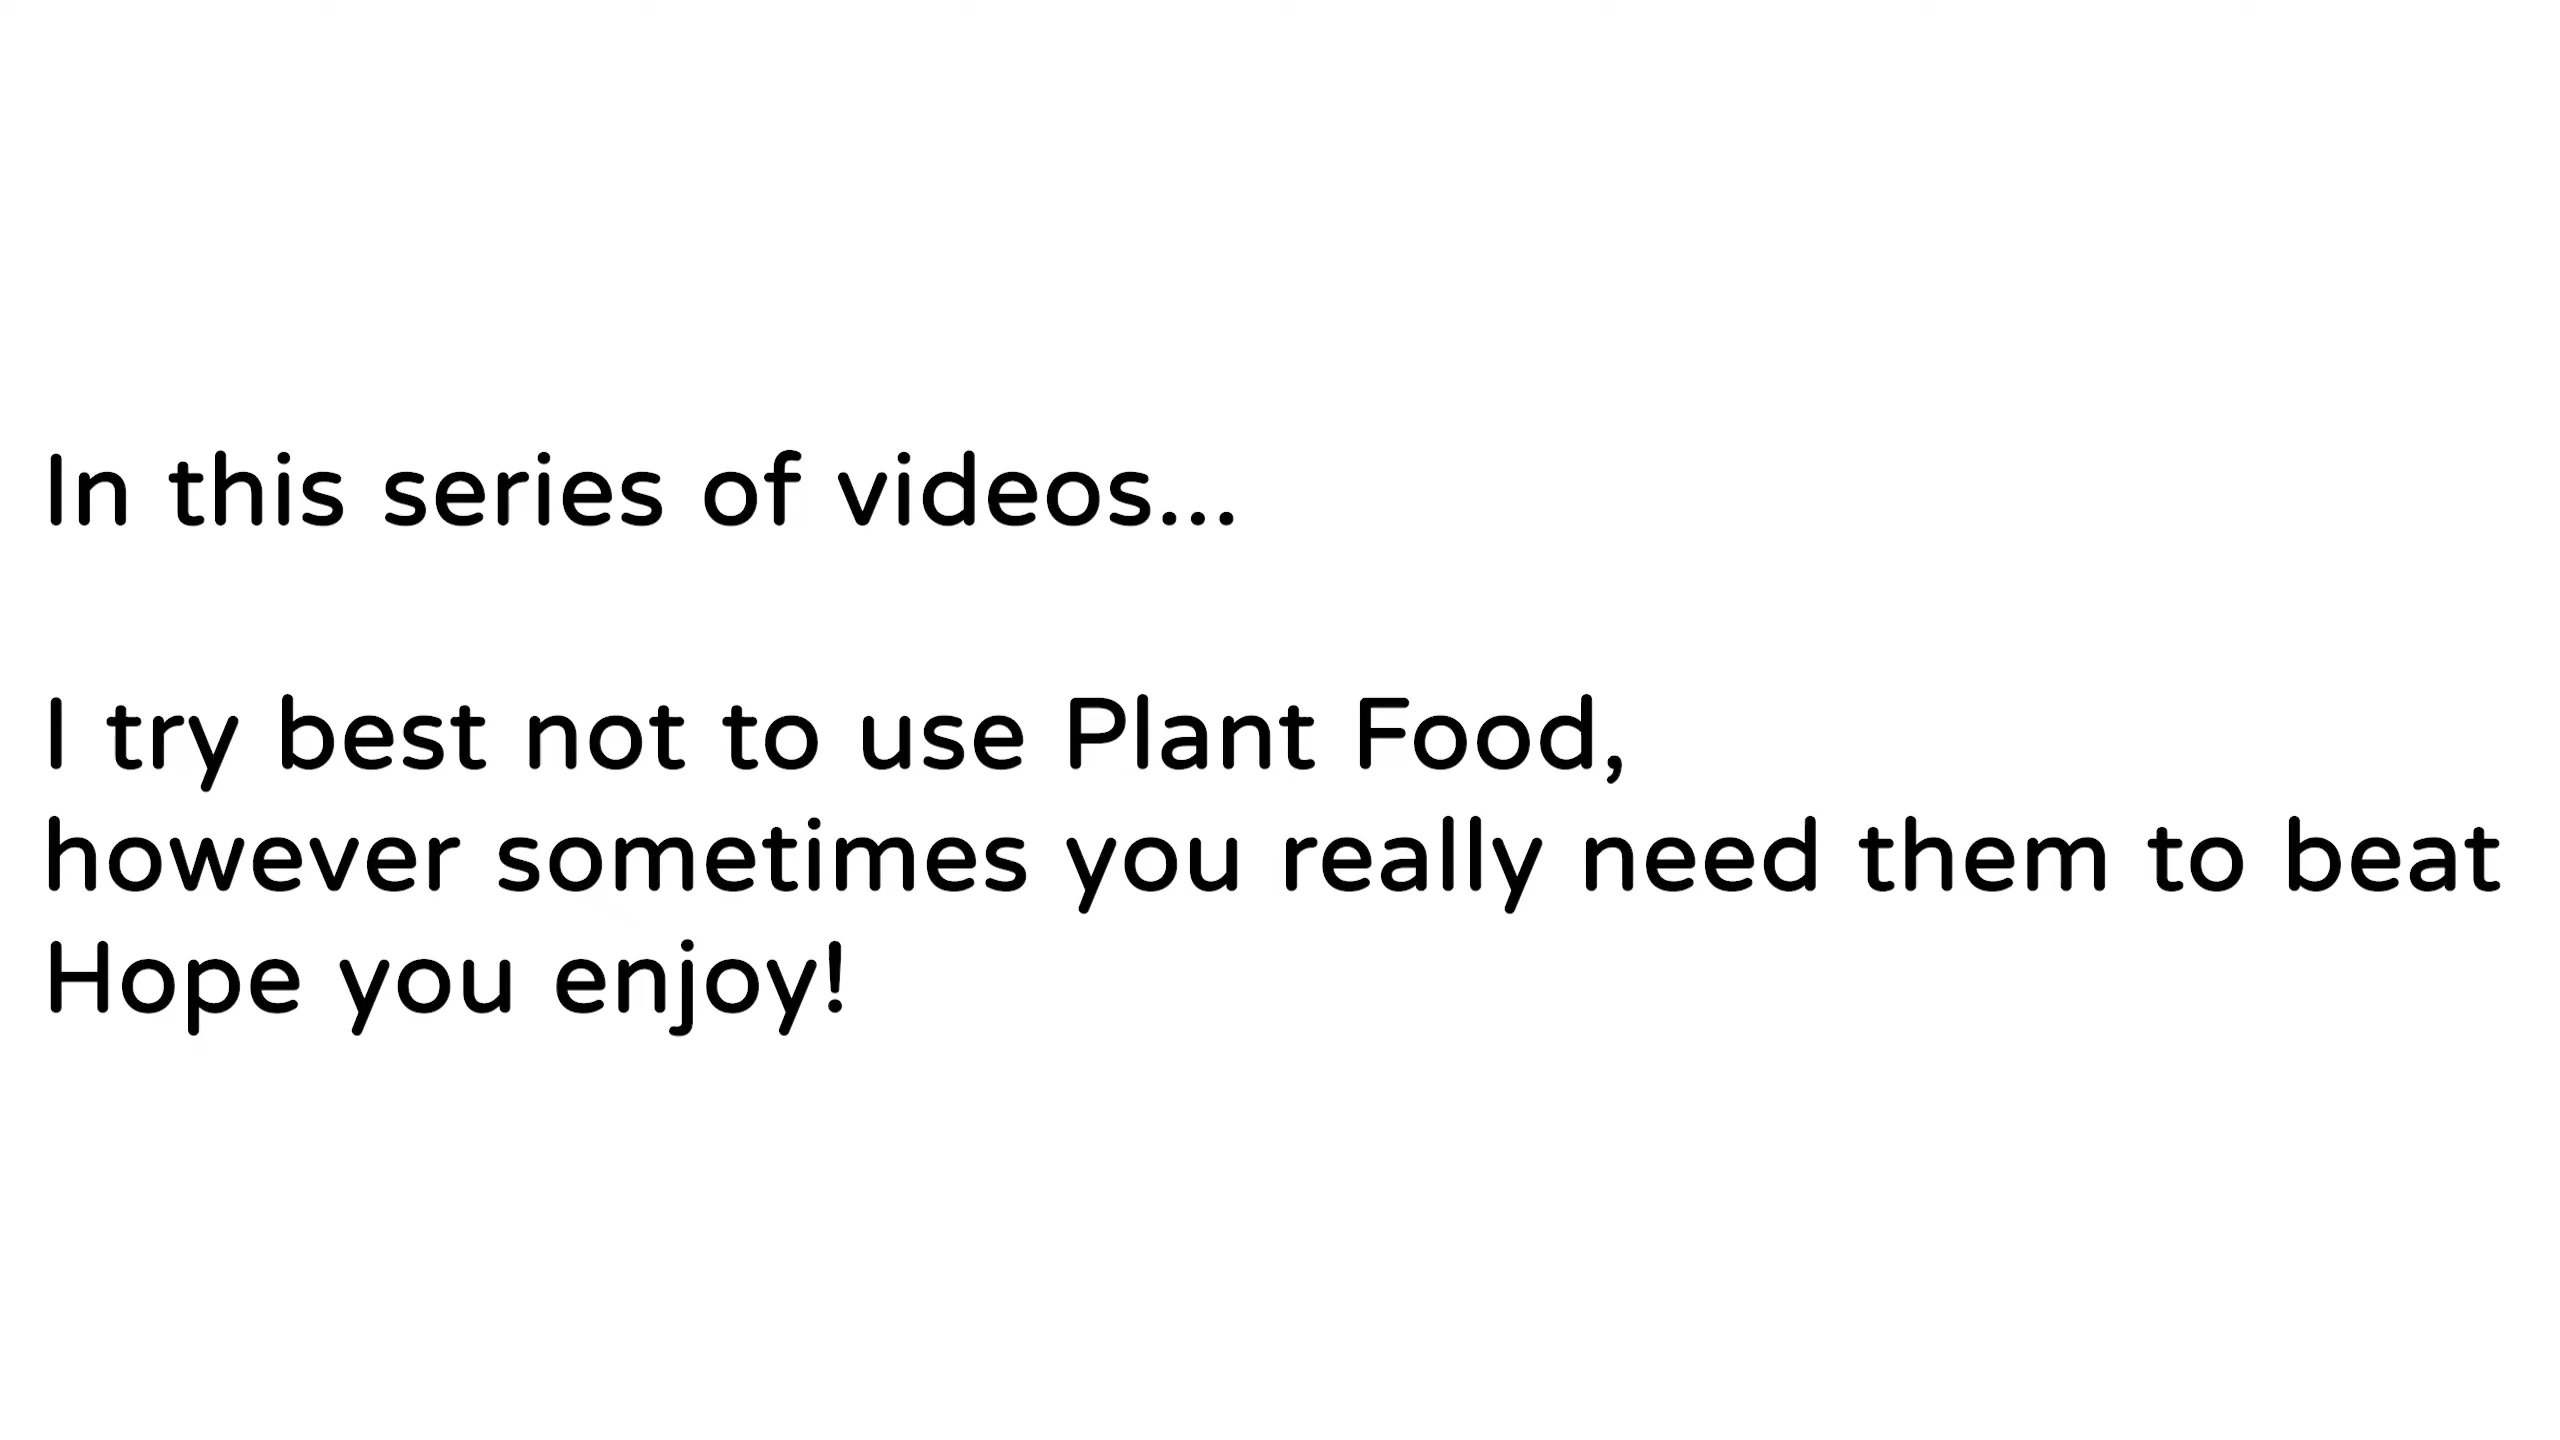 In this series of videos...
I try best not to use Plant Food,
however sometimes you really need them to beat
Hope you enjoy!